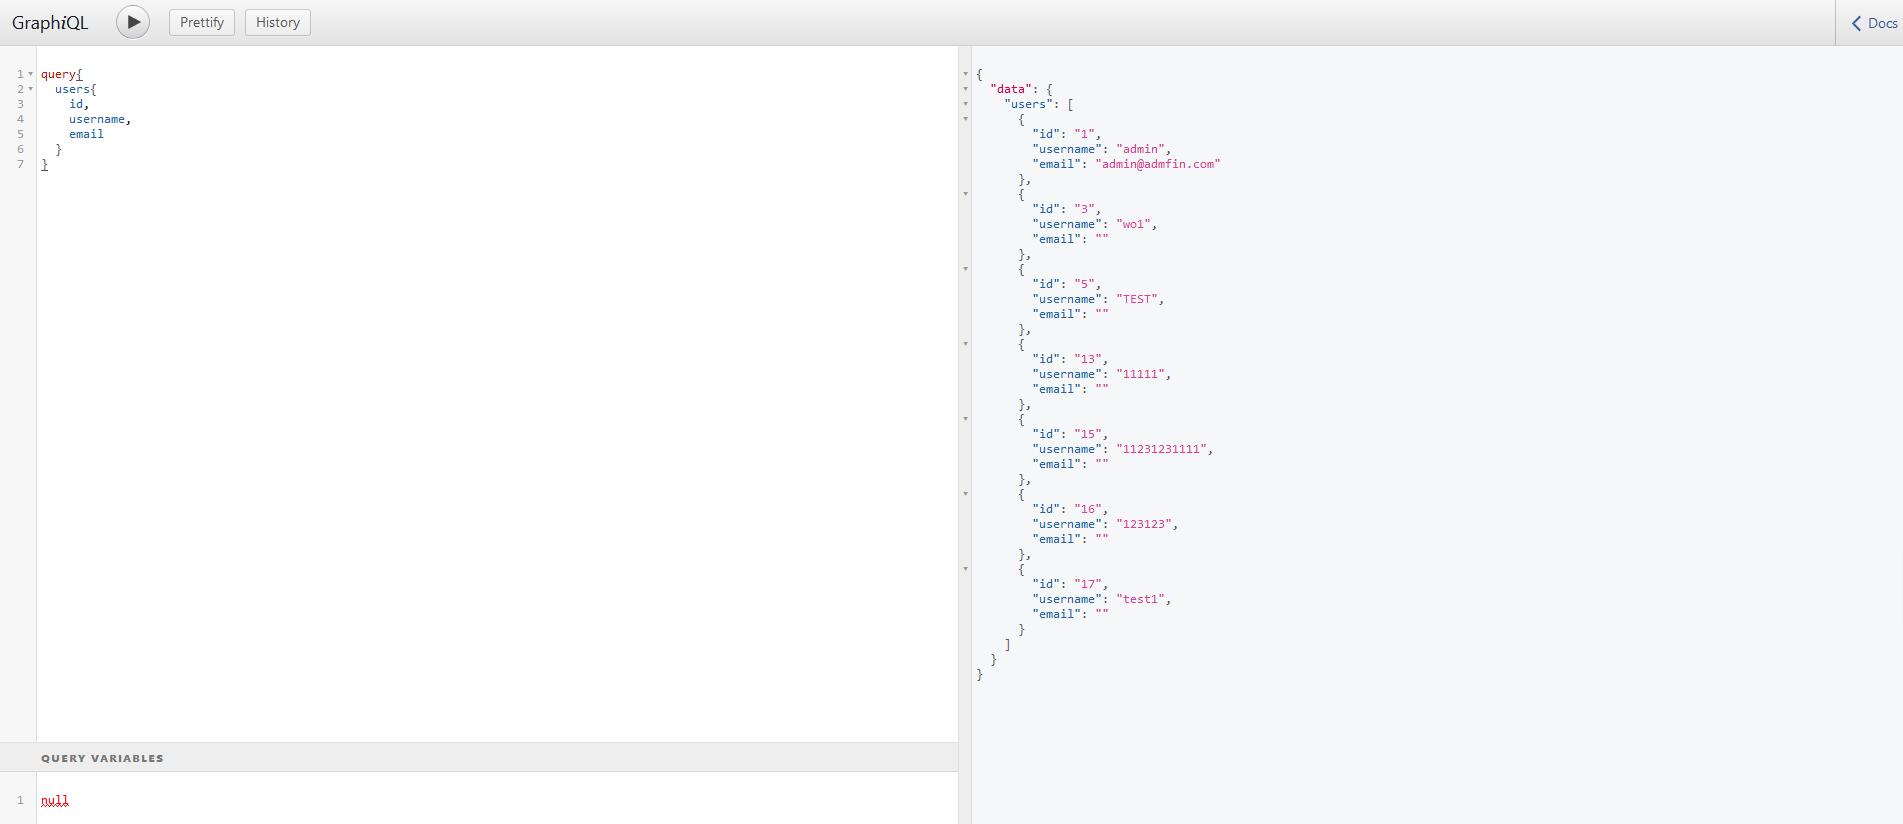 GraphiQL Prettify History Docs
1 query{
2 users{
3 id,
4 username,
5 email
6 }
7 }
{
"data": {
"users": [
{
"id": "1",
"username": "admin",
"email": "admin@admfin.com"
},
{
"id": "3",
"username": "wo1",
"email": ""
},
{
"id": "5",
"username": "TEST",
"email": ""
},
{
"id": "13",
"username": "11111",
"email": ""
},
{
"id": "15",
"username": "11231231111",
"email": ""
},
{
"id": "16",
"username": "123123",
"email": ""
},
{
"id": "17",
"username": "test1",
"email": ""
}
]
}
}
QUERY VARIABLES
1 null